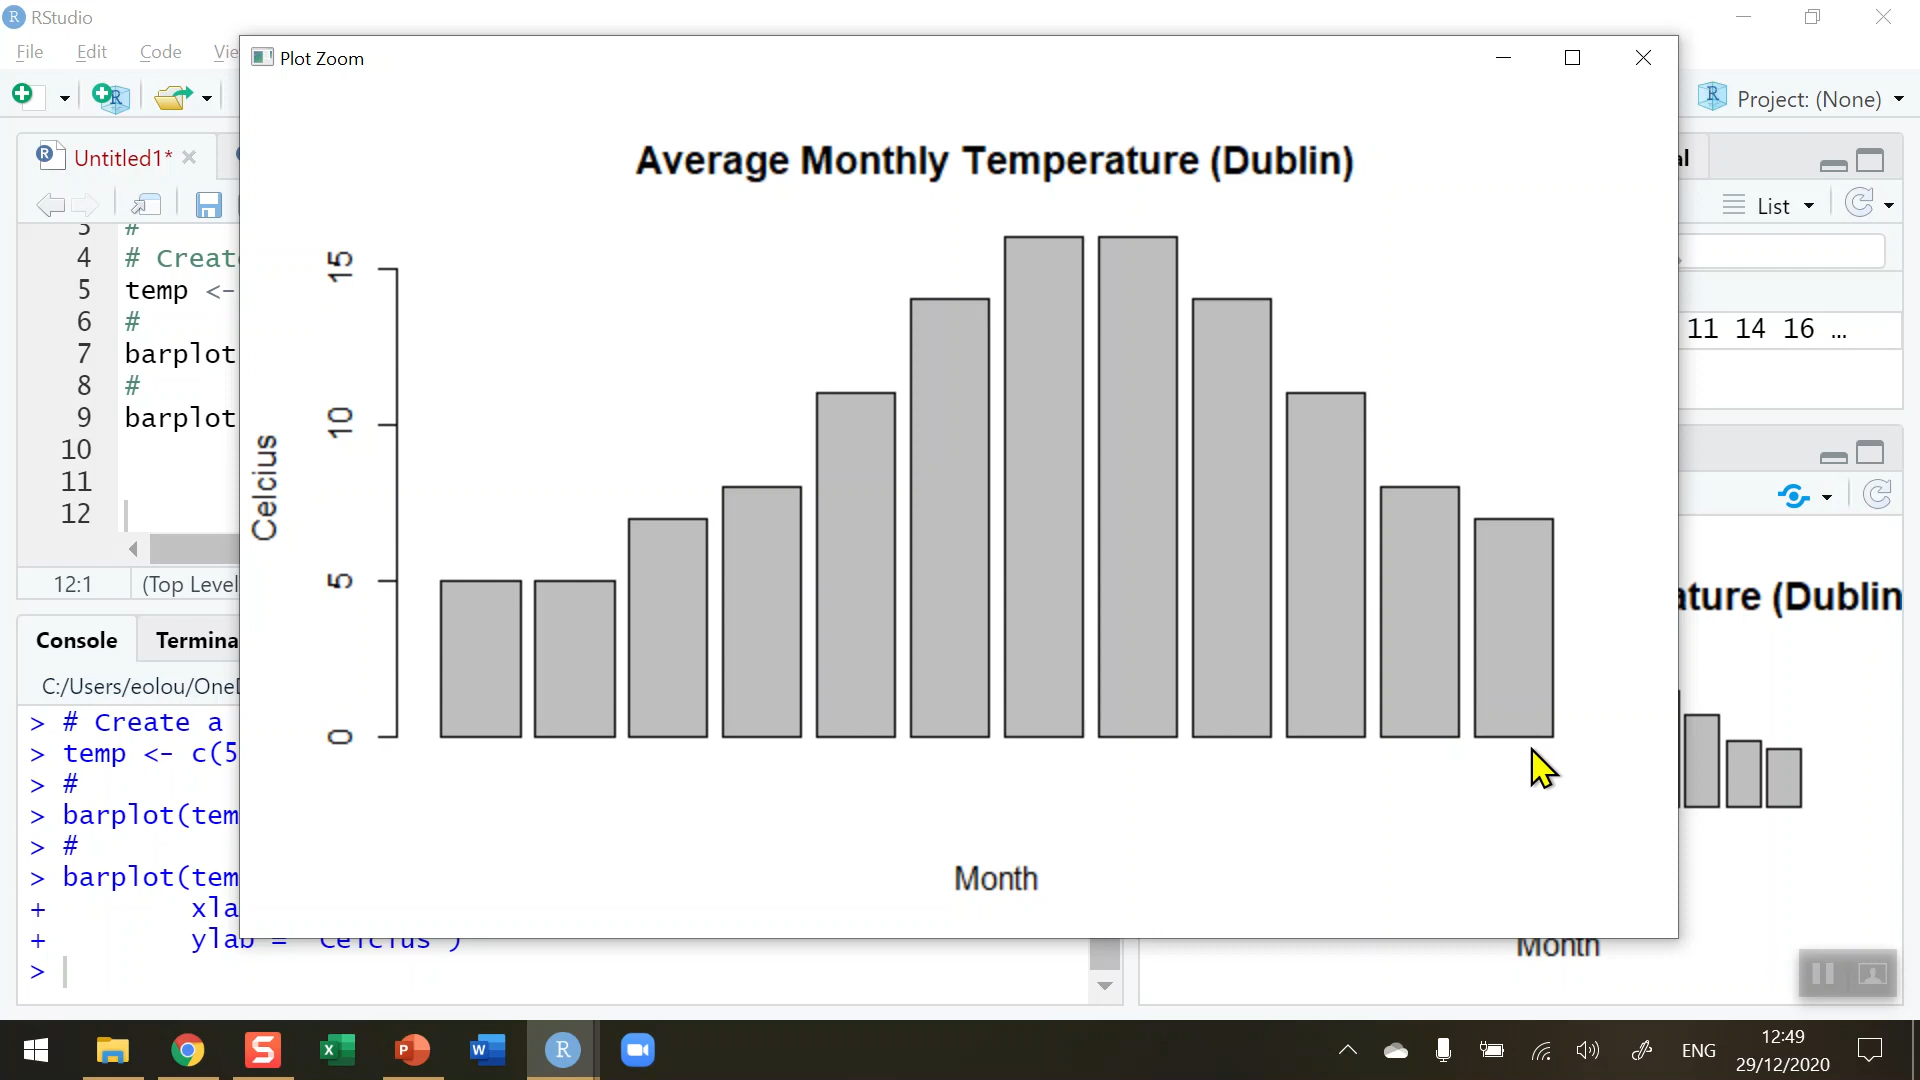 RStudio
File Edit Code Vie
Plot Zoom
Project: (None)
Untitled1*
List
3 #
4 # Creat
5 temp <-
6 #
7 barplot
8 #
9 barplot
10
11
12
12:1 (Top Level
Average Monthly Temperature (Dublin)
15
10
5
0
Celcius
Month
11 14 16 ...
ature (Dublin
Month
Console Termina
C:/Users/eolou/One
> # Create a
> temp <- c(5
> #
> barplot(tem
> #
> barplot(tem
+ xla
+ ylab = "Celcius")
>
ENG
12:49
29/12/2020